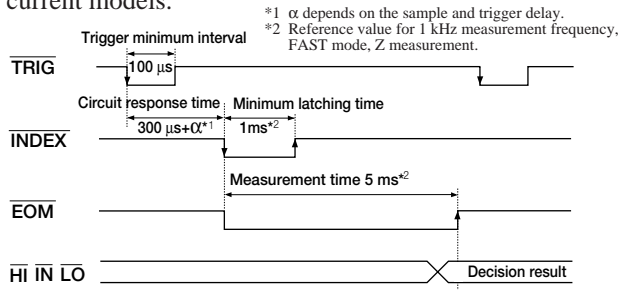 current models.
*1 α depends on the sample and trigger delay.
*2 Reference value for 1 kHz measurement frequency,
FAST mode, Z measurement.
Trigger minimum interval
TRIG
100 μs
Circuit response time
Minimum latching time
300 μs+α*1
1ms*2
INDEX
Measurement time 5 ms*2
EOM
HI IN LO
Decision result